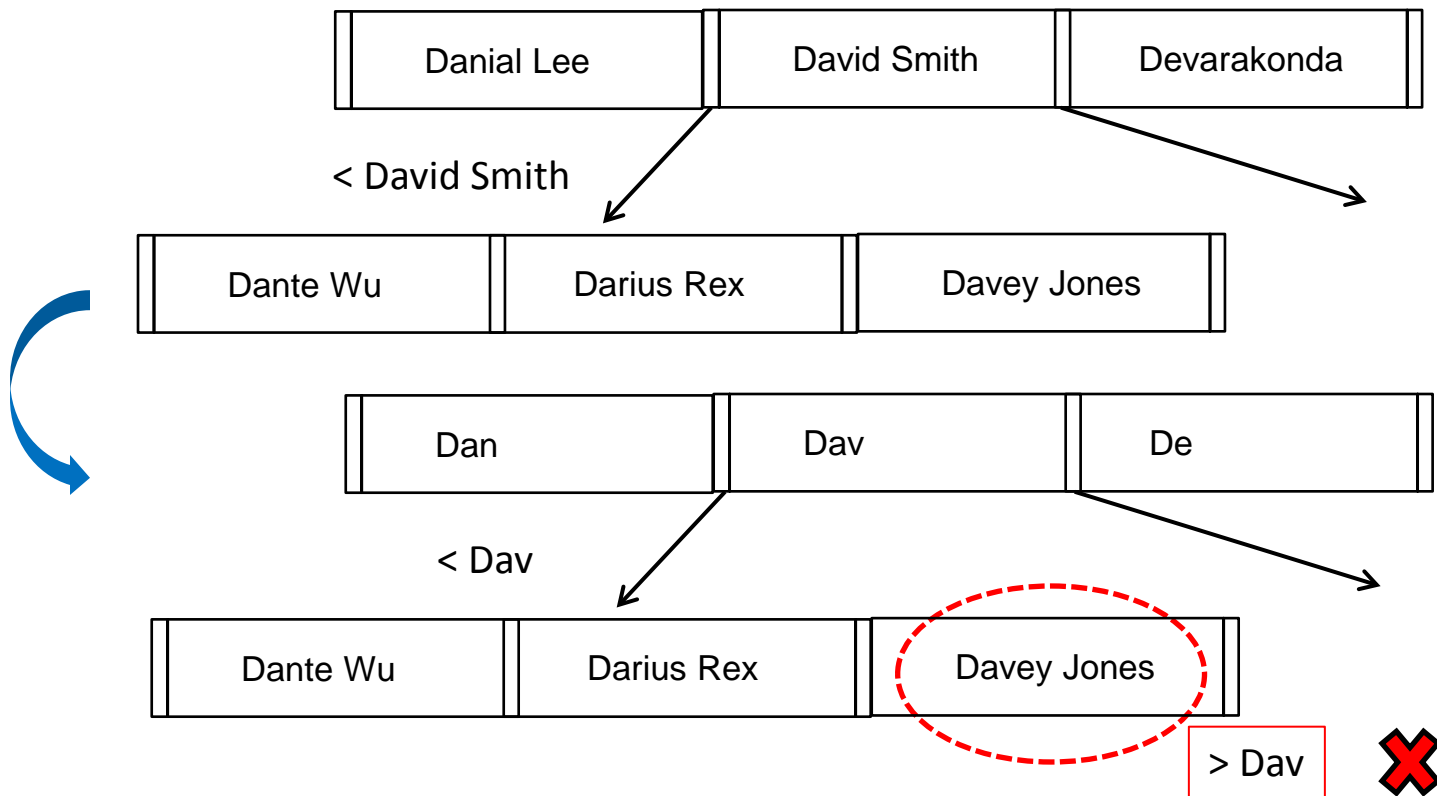 Danial Lee David Smith Devarakonda
< David Smith
Dante Wu Darius Rex Davey Jones
Dan Dav De
< Dav
Dante Wu Darius Rex Davey Jones
> Dav